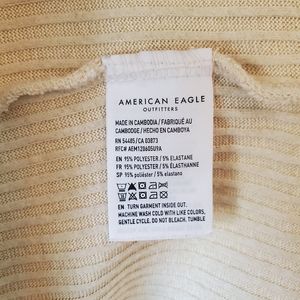 AMERICAN EAGLE
OUTFITTERS
MADE IN CAMBODIA / FABRIQUÉ AU
CAMBODGE / HECHO EN CAMBOYA
RN 54485/CA 03873
RFC# AEM120605U9A
EN 95% POLYESTER / 5% ELASTANE
FR 95% POLYESTER / 5% ÉLASTHANNE
SP 95% poliéster / 5% elastano
EN TURN GARMENT INSIDE OUT.
MACHINE WASH COLD WITH LIKE COLORS,
GENTLE CYCLE. DO NOT BLEACH. TUMBLE